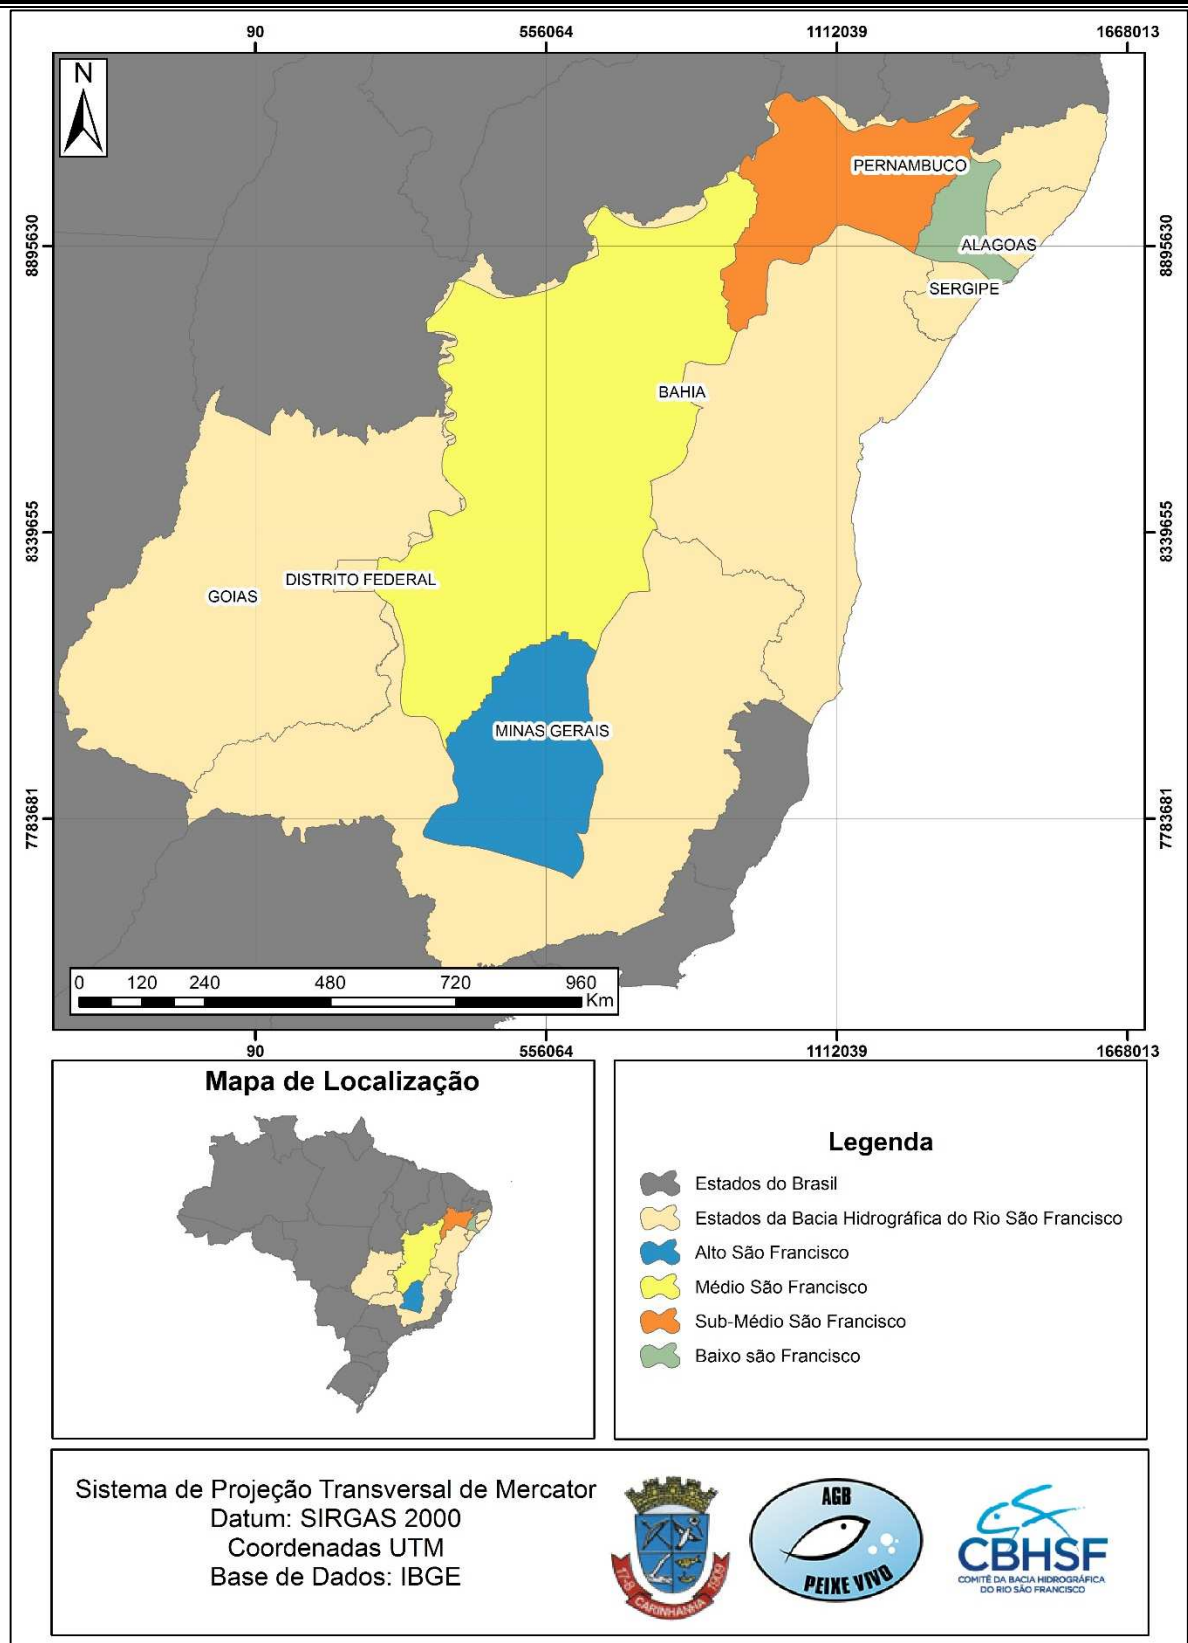 90 556064 1112039 1668013
N
PERNAMBUCO
8895630 8895630
ALAGOAS
SERGIPE
BAHIA
8339655 8339655
DISTRITO FEDERAL
GOIAS
MINAS GERAIS
7783681 7783681
0 120 240 480 720 960
Km
90 556064 1112039 1668013
Mapa de Localização
Legenda
Estados do Brasil
Estados da Bacia Hidrográfica do Rio São Francisco
Alto São Francisco
Médio São Francisco
Sub-Médio São Francisco
Baixo são Francisco
Sistema de Projeção Transversal de Mercator
Datum: SIRGAS 2000
Coordenadas UTM
Base de Dados: IBGE
17-8 CARINHANHA 1909
AGB
PEIXE VIVO
CBHSF
COMITÊ DA BACIA HIDROGRÁFICA
DO RIO SÃO FRANCISCO